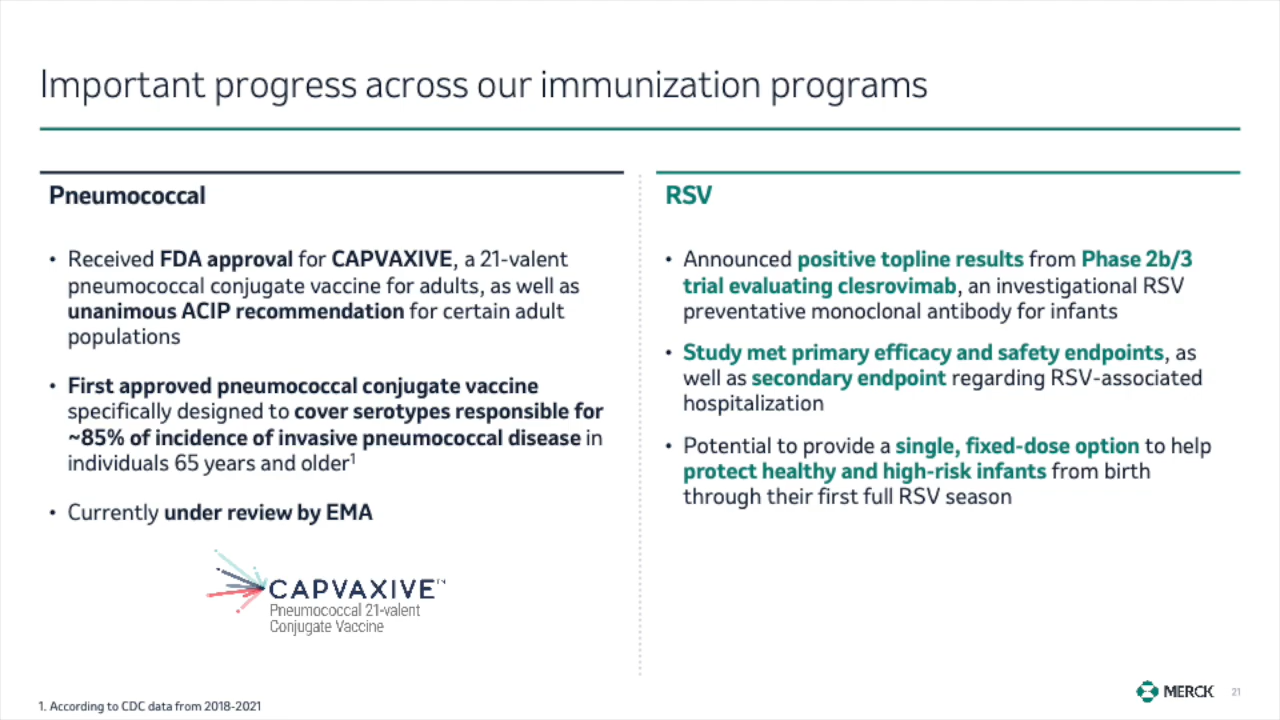 Important progress across our immunization programs
Pneumococcal
• Received FDA approval for CAPVAXIVE, a 21-valent
pneumococcal conjugate vaccine for adults, as well as
unanimous ACIP recommendation for certain adult
populations
• First approved pneumococcal conjugate vaccine
specifically designed to cover serotypes responsible for
~85% of incidence of invasive pneumococcal disease in
individuals 65 years and older¹
• Currently under review by EMA
CAPVAXIVE™
Pneumococcal 21-valent
Conjugate Vaccine
RSV
• Announced positive topline results from Phase 2b/3
trial evaluating clesrovimab, an investigational RSV
preventative monoclonal antibody for infants
• Study met primary efficacy and safety endpoints, as
well as secondary endpoint regarding RSV-associated
hospitalization
• Potential to provide a single, fixed-dose option to help
protect healthy and high-risk infants from birth
through their first full RSV season
1. According to CDC data from 2018-2021
MERCK
21